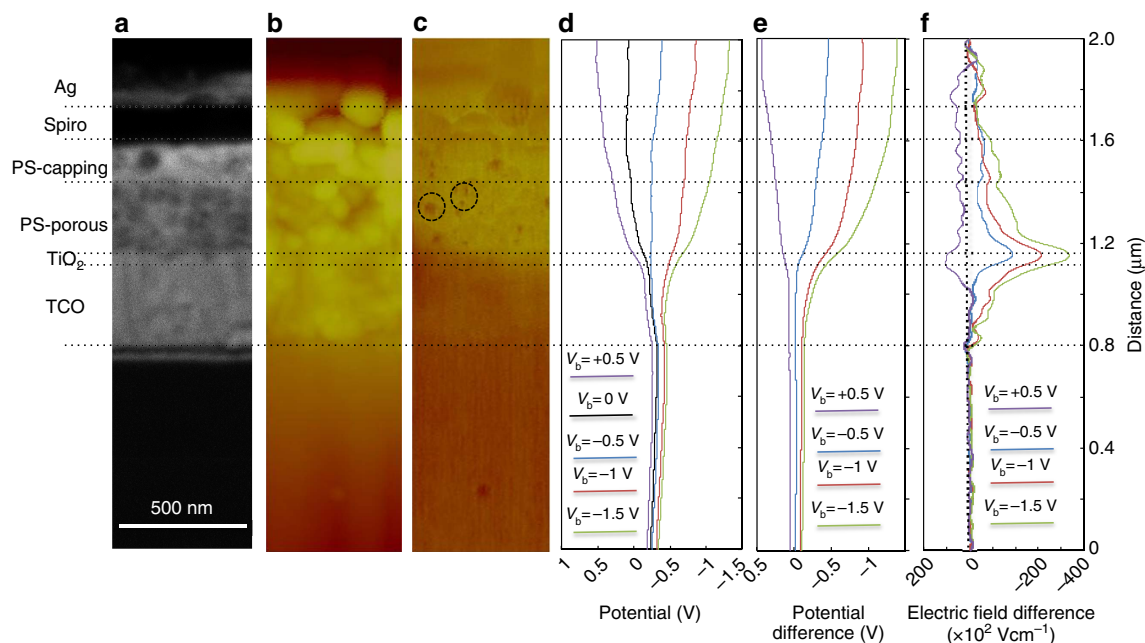 a
b
c
d
e
f
Ag
Spiro
PS-capping
PS-porous
TiO2
TCO
500 nm
Vb= +0.5 V
Vb= 0 V
Vb= −0.5 V
Vb= −1 V
Vb= −1.5 V
1
0.5
0
−0.5
−1
−1.5
Potential (V)
Vb= +0.5 V
Vb= −0.5 V
Vb= −1 V
Vb= −1.5 V
0.5
0
−0.5
−1
Potential
difference (V)
Vb= +0.5 V
Vb= −0.5 V
Vb= −1 V
Vb= −1.5 V
200
0
−200
−400
Electric field difference
(×10² Vcm⁻¹)
2.0
1.6
1.2
0.8
0.4
0
Distance (μm)